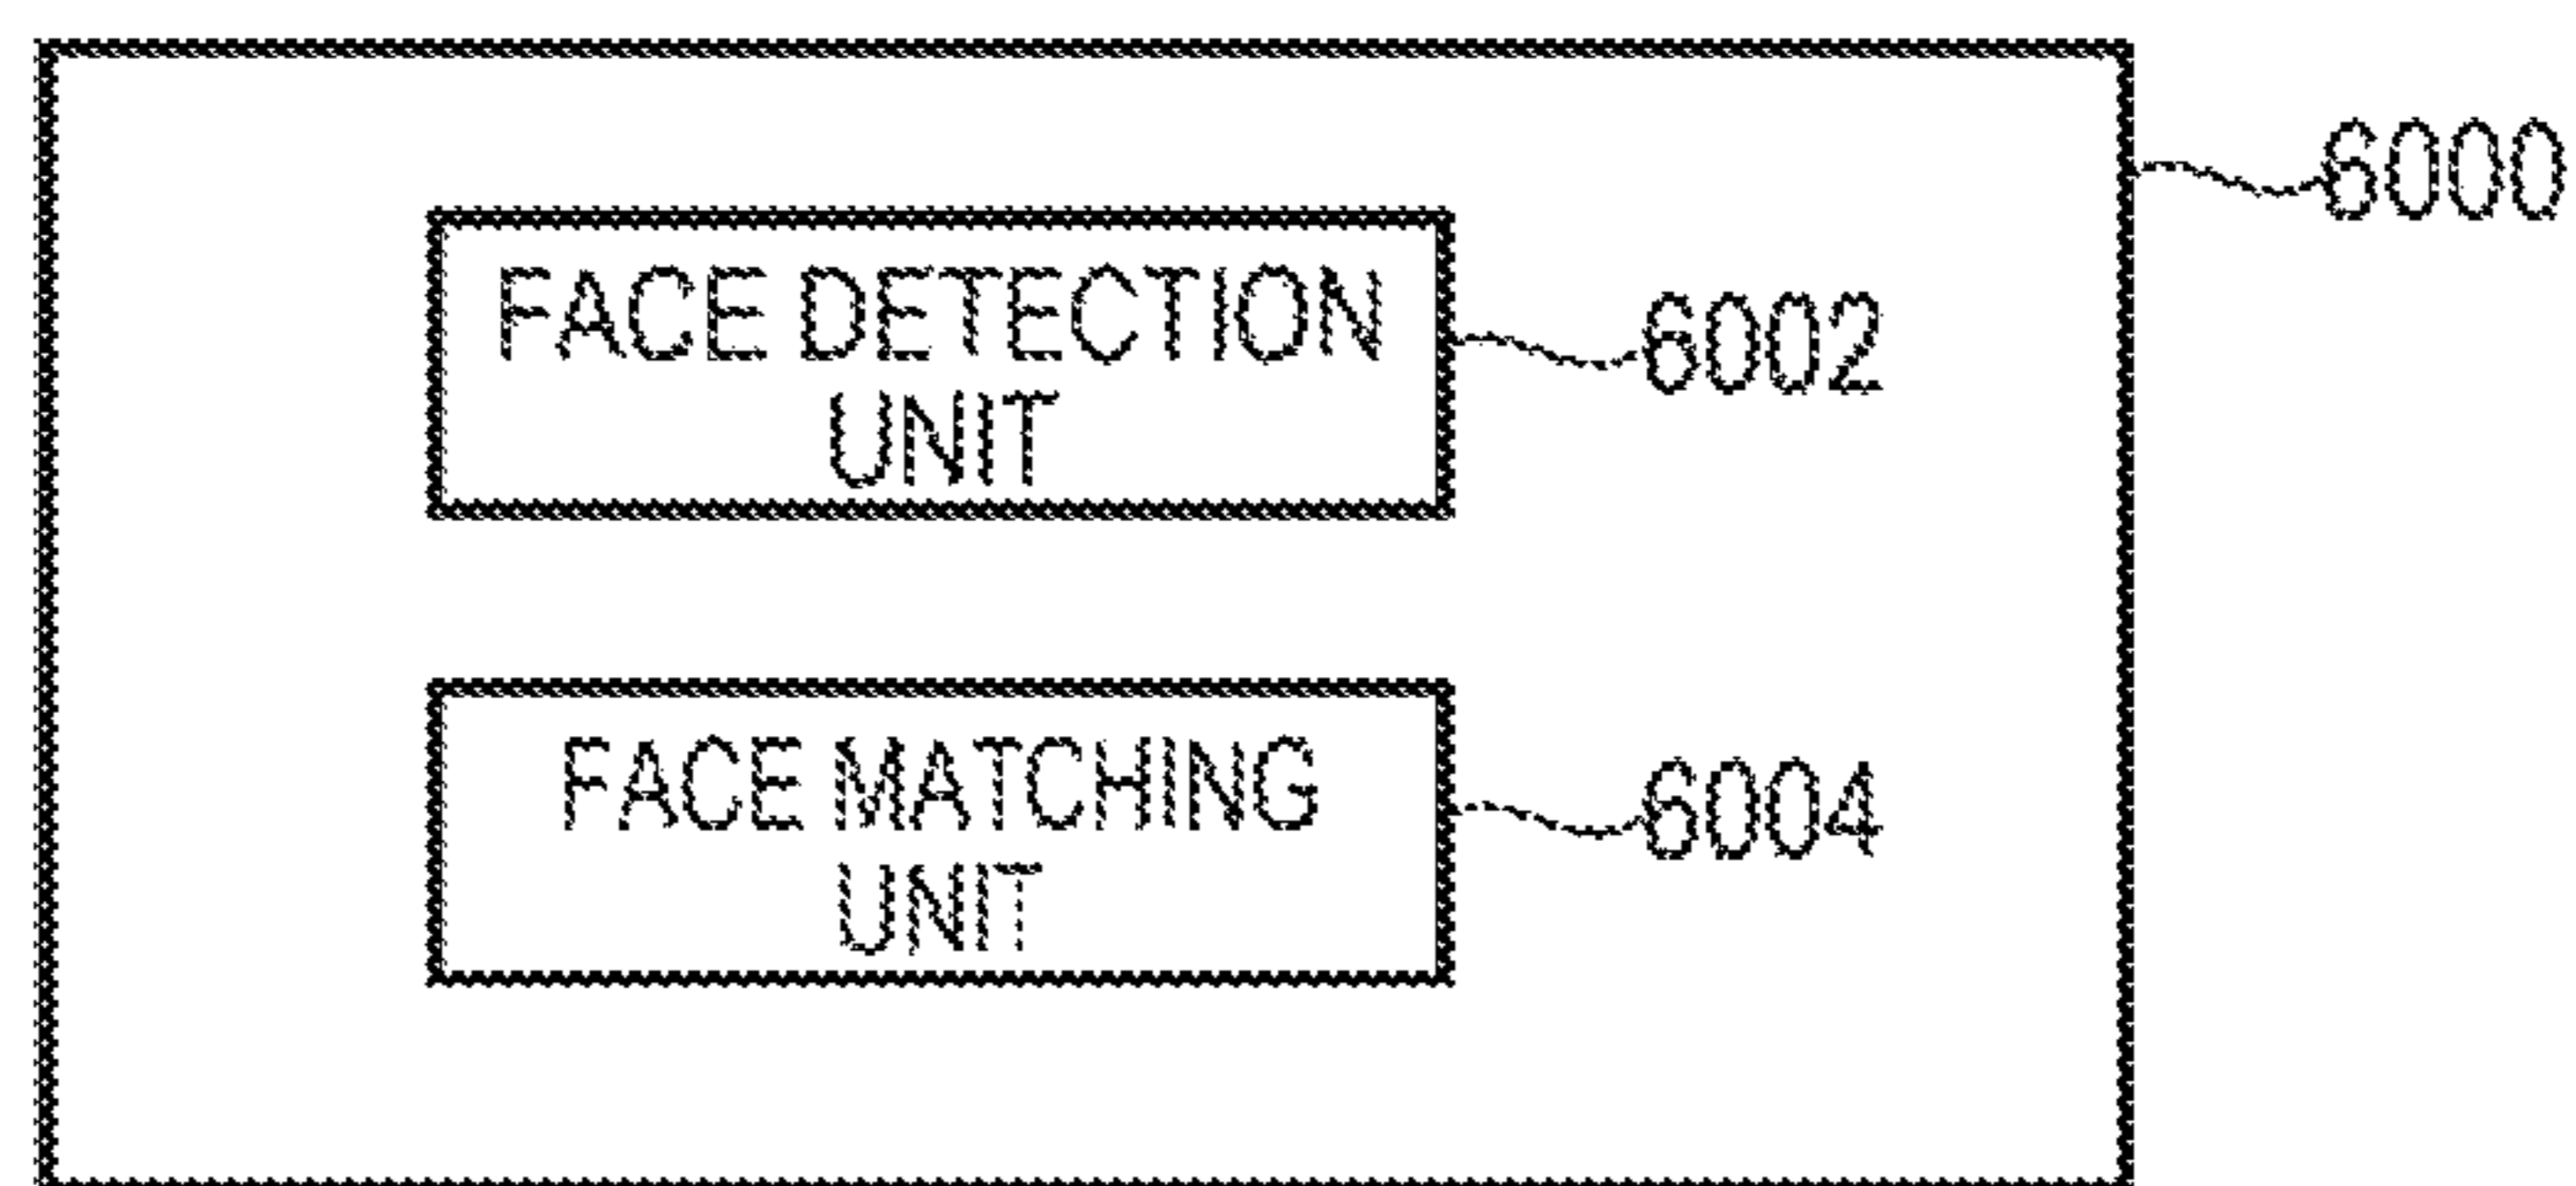 6000
FACE DETECTION
UNIT
6002
FACE MATCHING
UNIT
6004